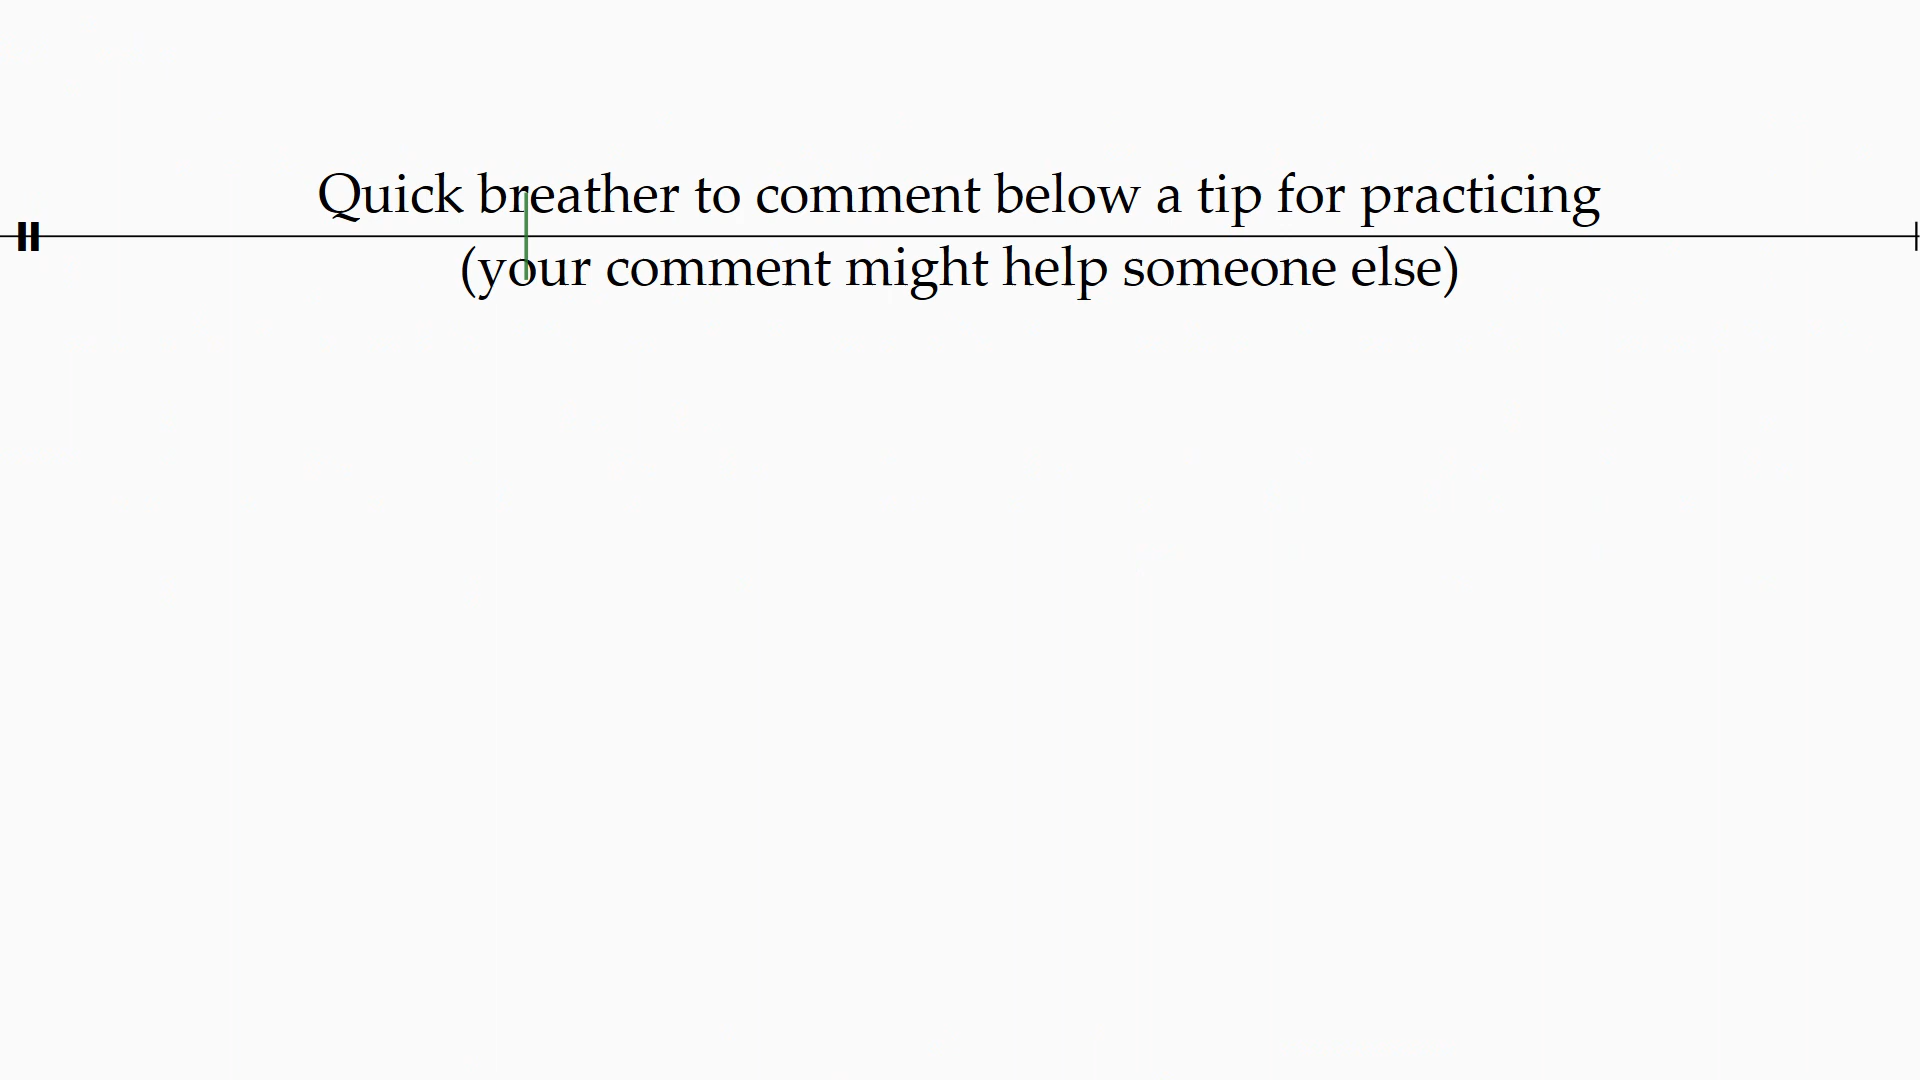 Quick breather to comment below a tip for practicing
(your comment might help someone else)